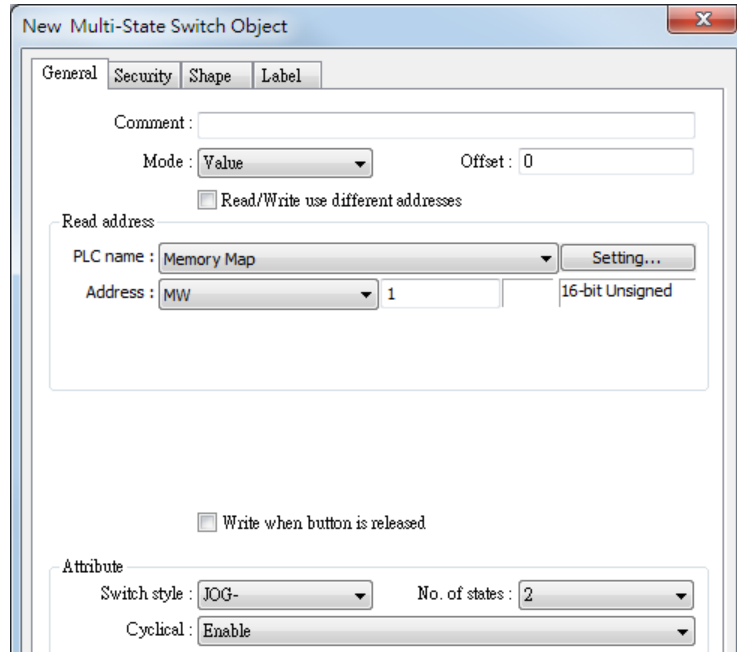 New Multi-State Switch Object
General Security Shape Label
Comment :
Mode : Value Offset : 0
Read/Write use different addresses
Read address
PLC name : Memory Map Setting...
Address : MW 1 16-bit Unsigned
Write when button is released
Attribute
Switch style : JOG- No. of states : 2
Cyclical : Enable